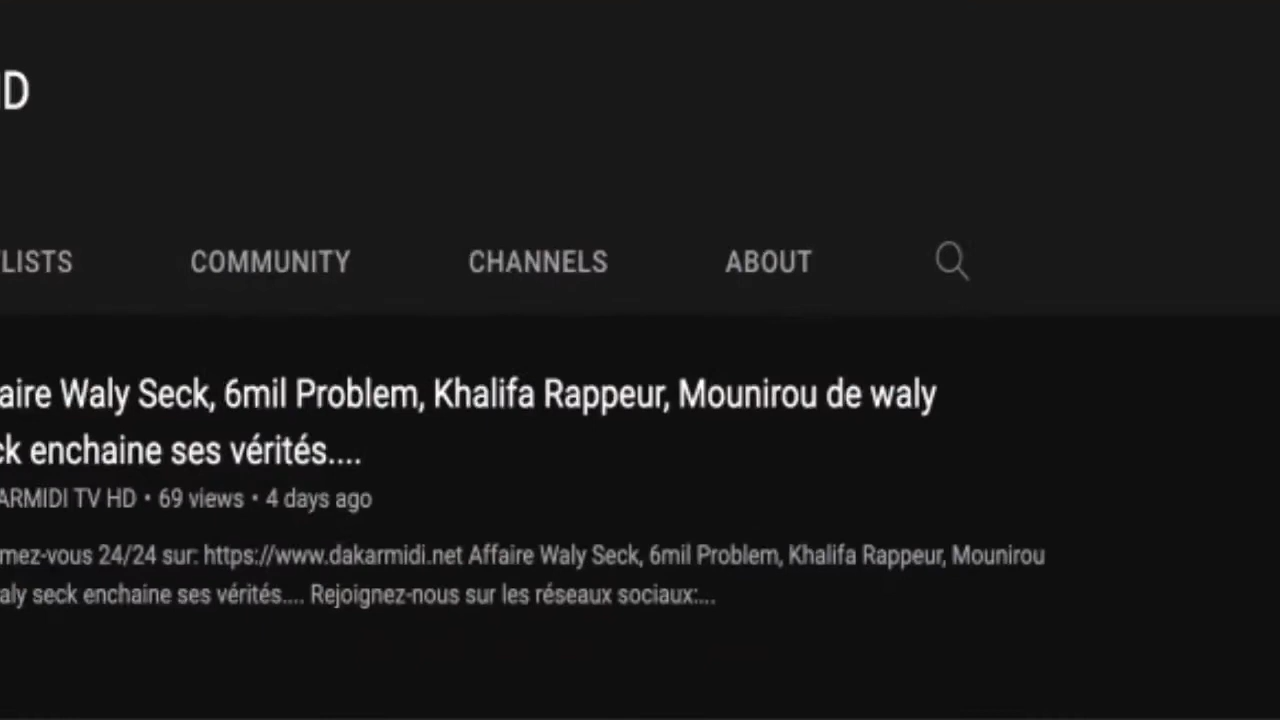 D
LISTS COMMUNITY CHANNELS ABOUT
aire Waly Seck, 6mil Problem, Khalifa Rappeur, Mounirou de waly
ck enchaine ses vérités....
ARMIDI TV HD • 69 views • 4 days ago
mez-vous 24/24 sur: https://www.dakarmidi.net Affaire Waly Seck, 6mil Problem, Khalifa Rappeur, Mounirou
aly seck enchaine ses vérités.... Rejoignez-nous sur les réseaux sociaux:...